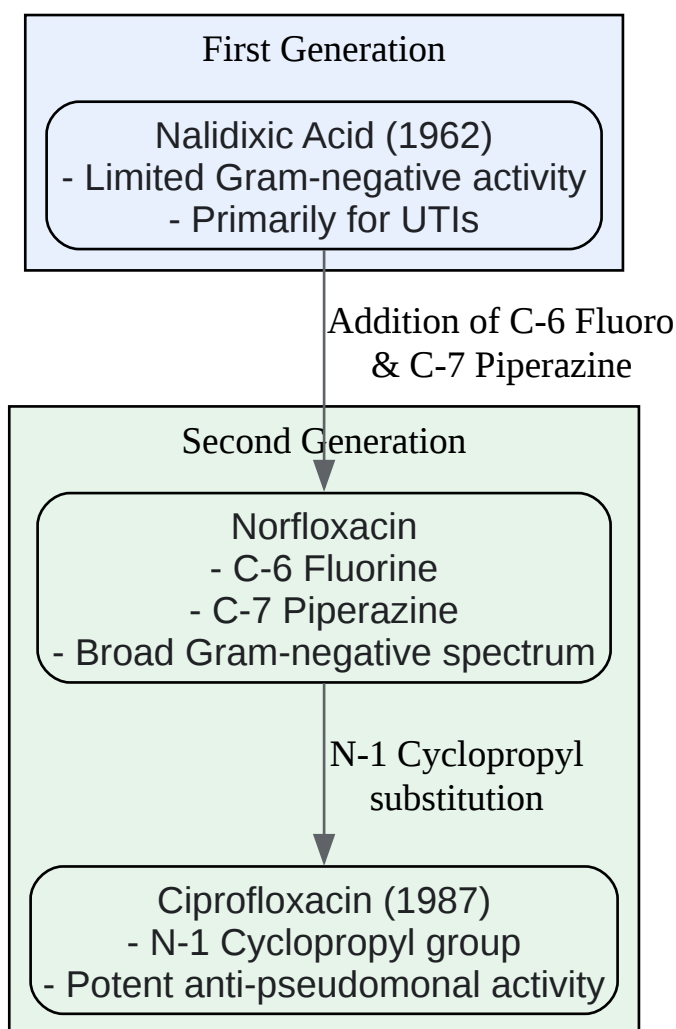 First Generation
Nalidixic Acid (1962)
- Limited Gram-negative activity
- Primarily for UTIs
Addition of C-6 Fluoro
& C-7 Piperazine
Second Generation
Norfloxacin
- C-6 Fluorine
- C-7 Piperazine
- Broad Gram-negative spectrum
N-1 Cyclopropyl
substitution
Ciprofloxacin (1987)
- N-1 Cyclopropyl group
- Potent anti-pseudomonal activity